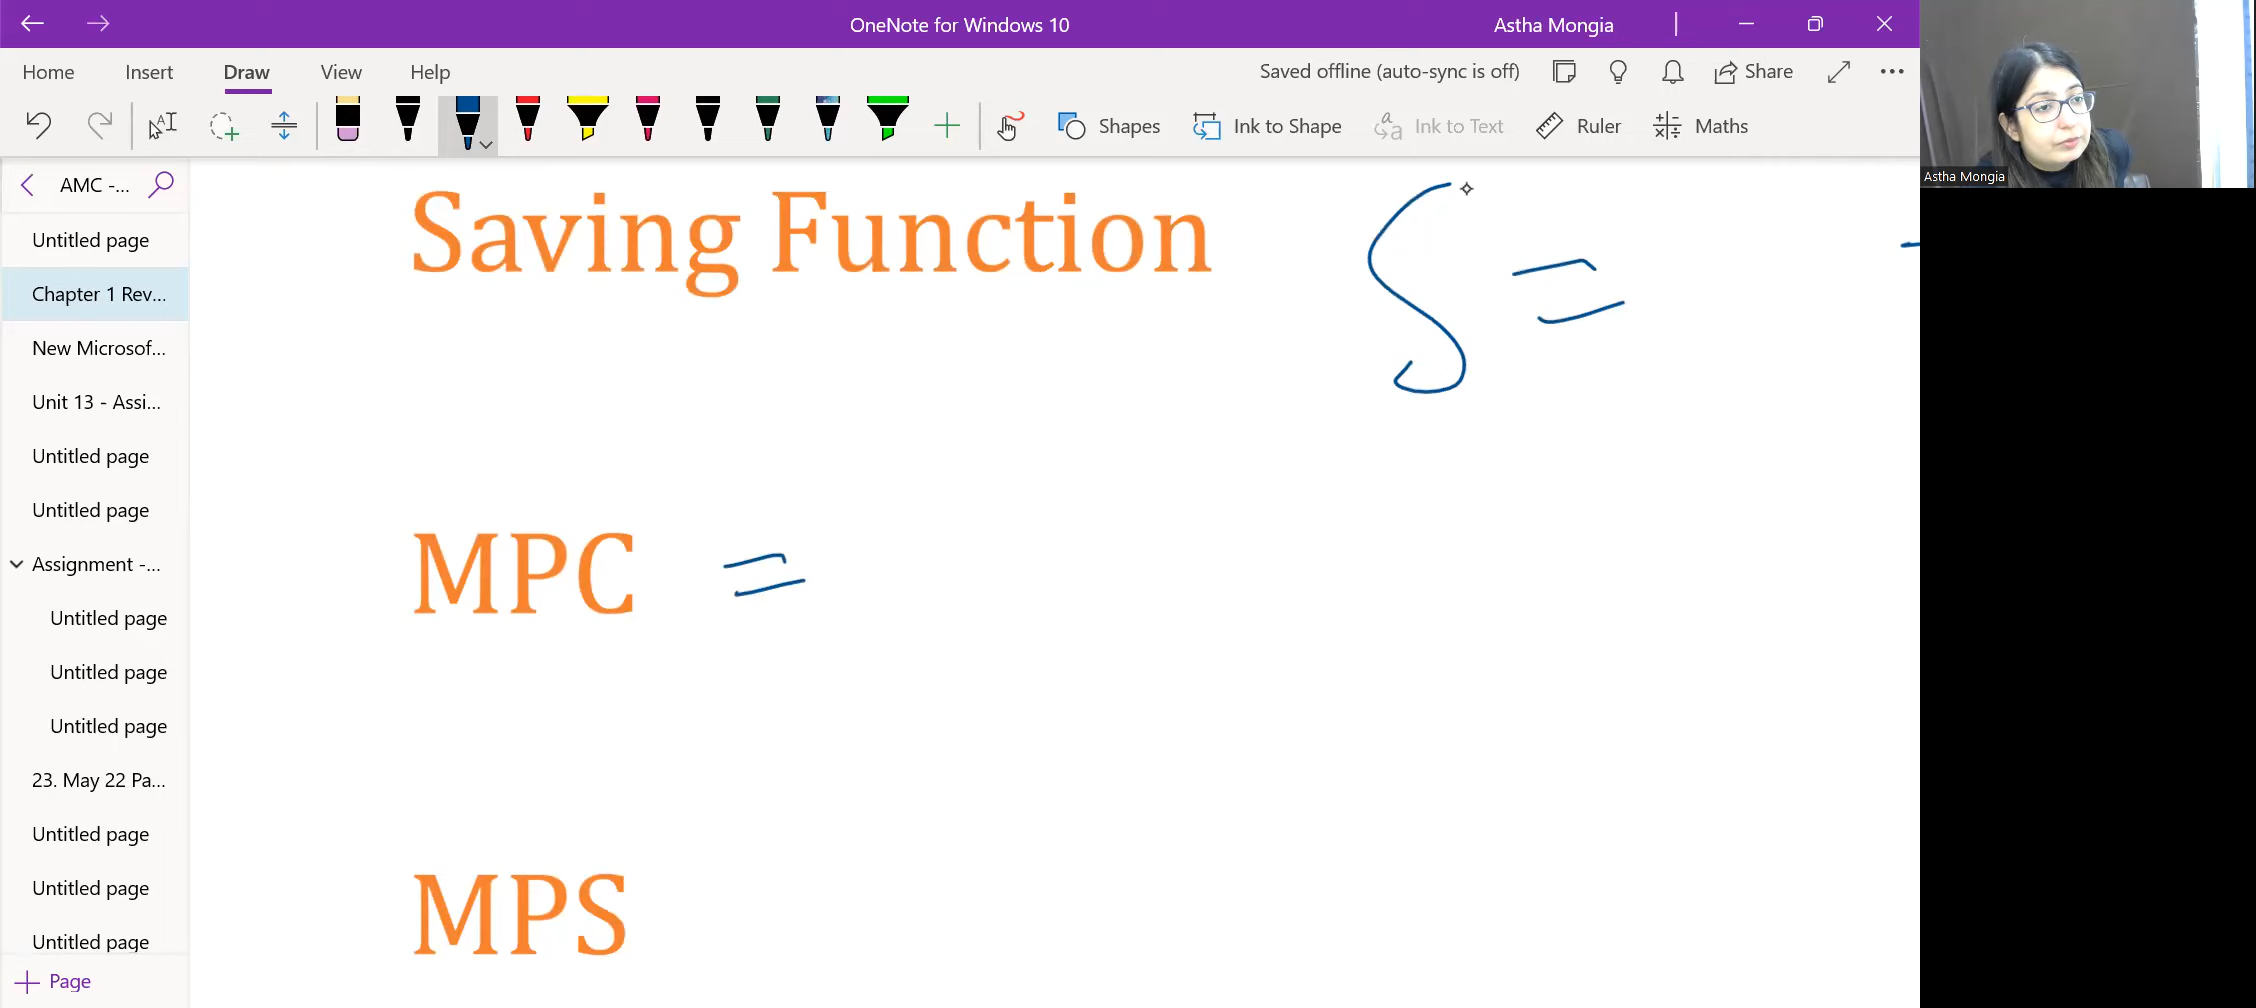 OneNote for Windows 10 Astha Mongia
Home Insert Draw View Help Saved offline (auto-sync is off) Share
Shapes Ink to Shape Ink to Text Ruler Maths
Astha Mongia
AMC -...
Untitled page
Chapter 1 Rev...
New Microsof...
Unit 13 - Assi...
Untitled page
Untitled page
Assignment -...
Untitled page
Untitled page
Untitled page
23. May 22 Pa...
Untitled page
Untitled page
Untitled page
Page
Saving Function S =
MPC =
MPS